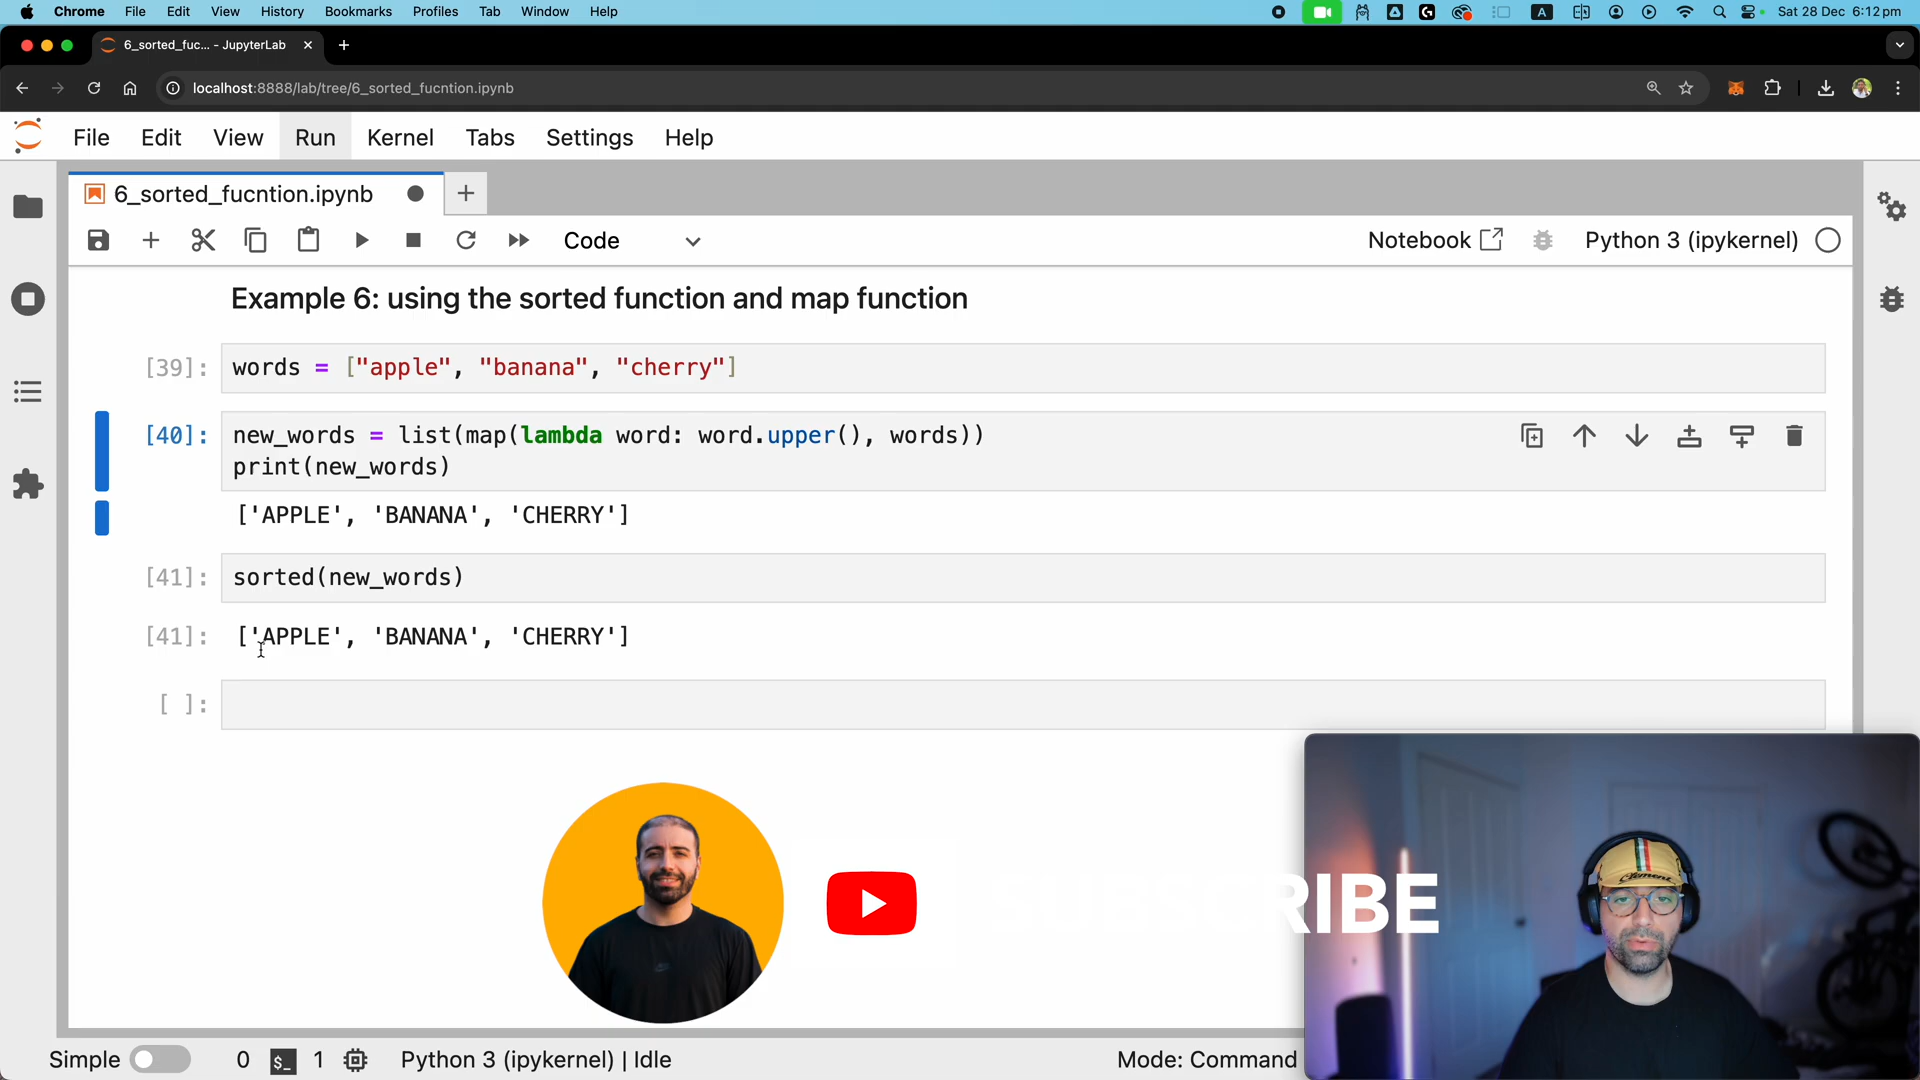 Chrome File Edit View History Bookmarks Profiles Tab Window Help
A Sat 28 Dec 6:12 pm
6_sorted_fuc... - JupyterLab
localhost:8888/lab/tree/6_sorted_fucntion.ipynb
File Edit View Run Kernel Tabs Settings Help
6_sorted_fucntion.ipynb
Code Notebook Python 3 (ipykernel)
Example 6: using the sorted function and map function
[39]: words = ["apple", "banana", "cherry"]
[40]: new_words = list(map(lambda word: word.upper(), words))
print(new_words)
['APPLE', 'BANANA', 'CHERRY']
[41]: sorted(new_words)
[41]: ['APPLE', 'BANANA', 'CHERRY']
[ ]:
RIBE
Clement
Simple 0 $_ 1 Python 3 (ipykernel) | Idle Mode: Command